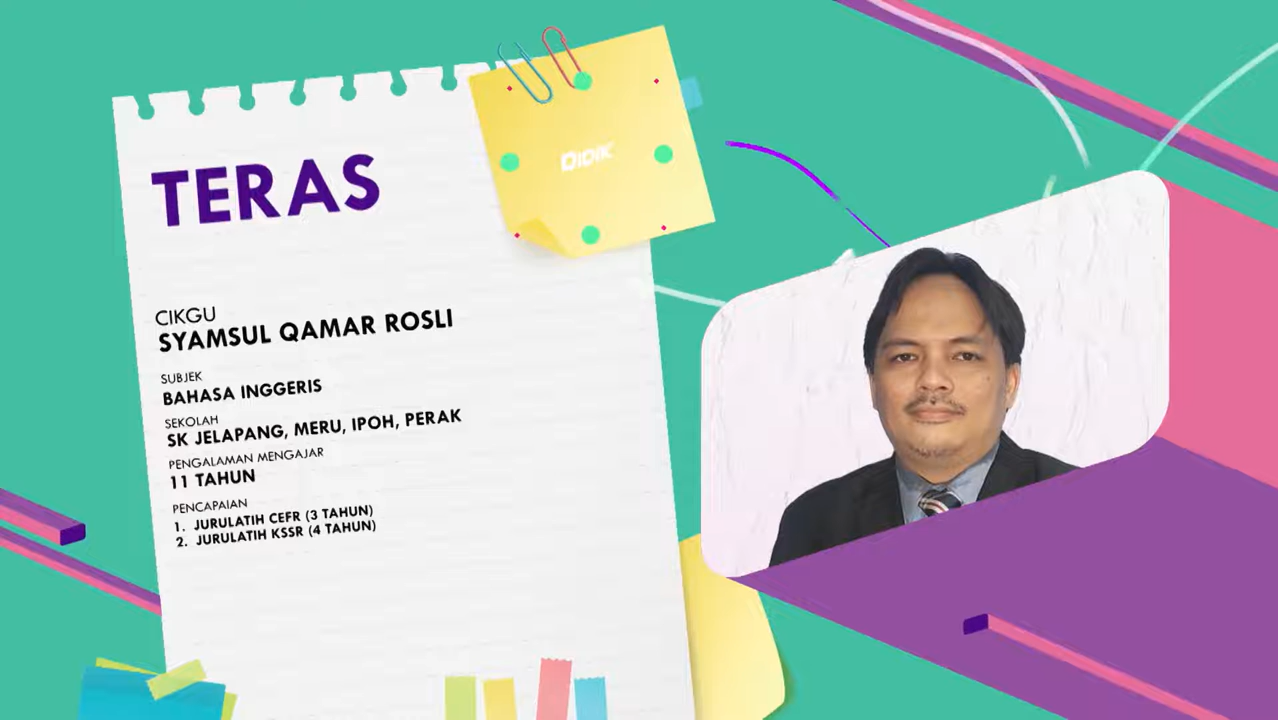 TERAS
DIDIK
CIKGU
SYAMSUL QAMAR ROSLI
SUBJEK
BAHASA INGGERIS
SEKOLAH
SK JELAPANG, MERU, IPOH, PERAK
PENGALAMAN MENGAJAR
11 TAHUN
PENCAPAIAN
1. JURULATIH CEFR (3 TAHUN)
2. JURULATIH KSSR (4 TAHUN)